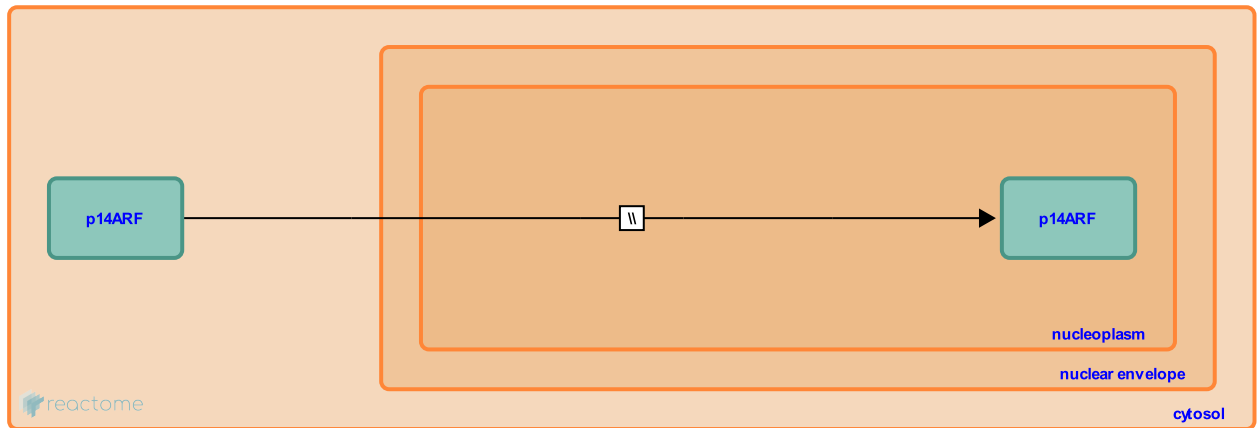 p14ARF
\\
p14ARF
nucleoplasm
nuclear envelope
reactome
cytosol